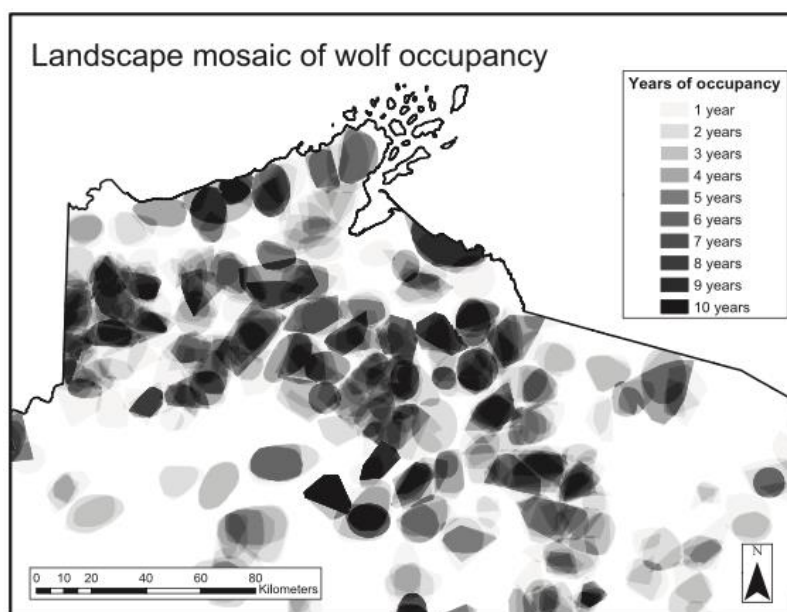 Landscape mosaic of wolf occupancy
Years of occupancy
1 year
2 years
3 years
4 years
5 years
6 years
7 years
8 years
9 years
10 years
0 10 20 40 60 80
Kilometers
N